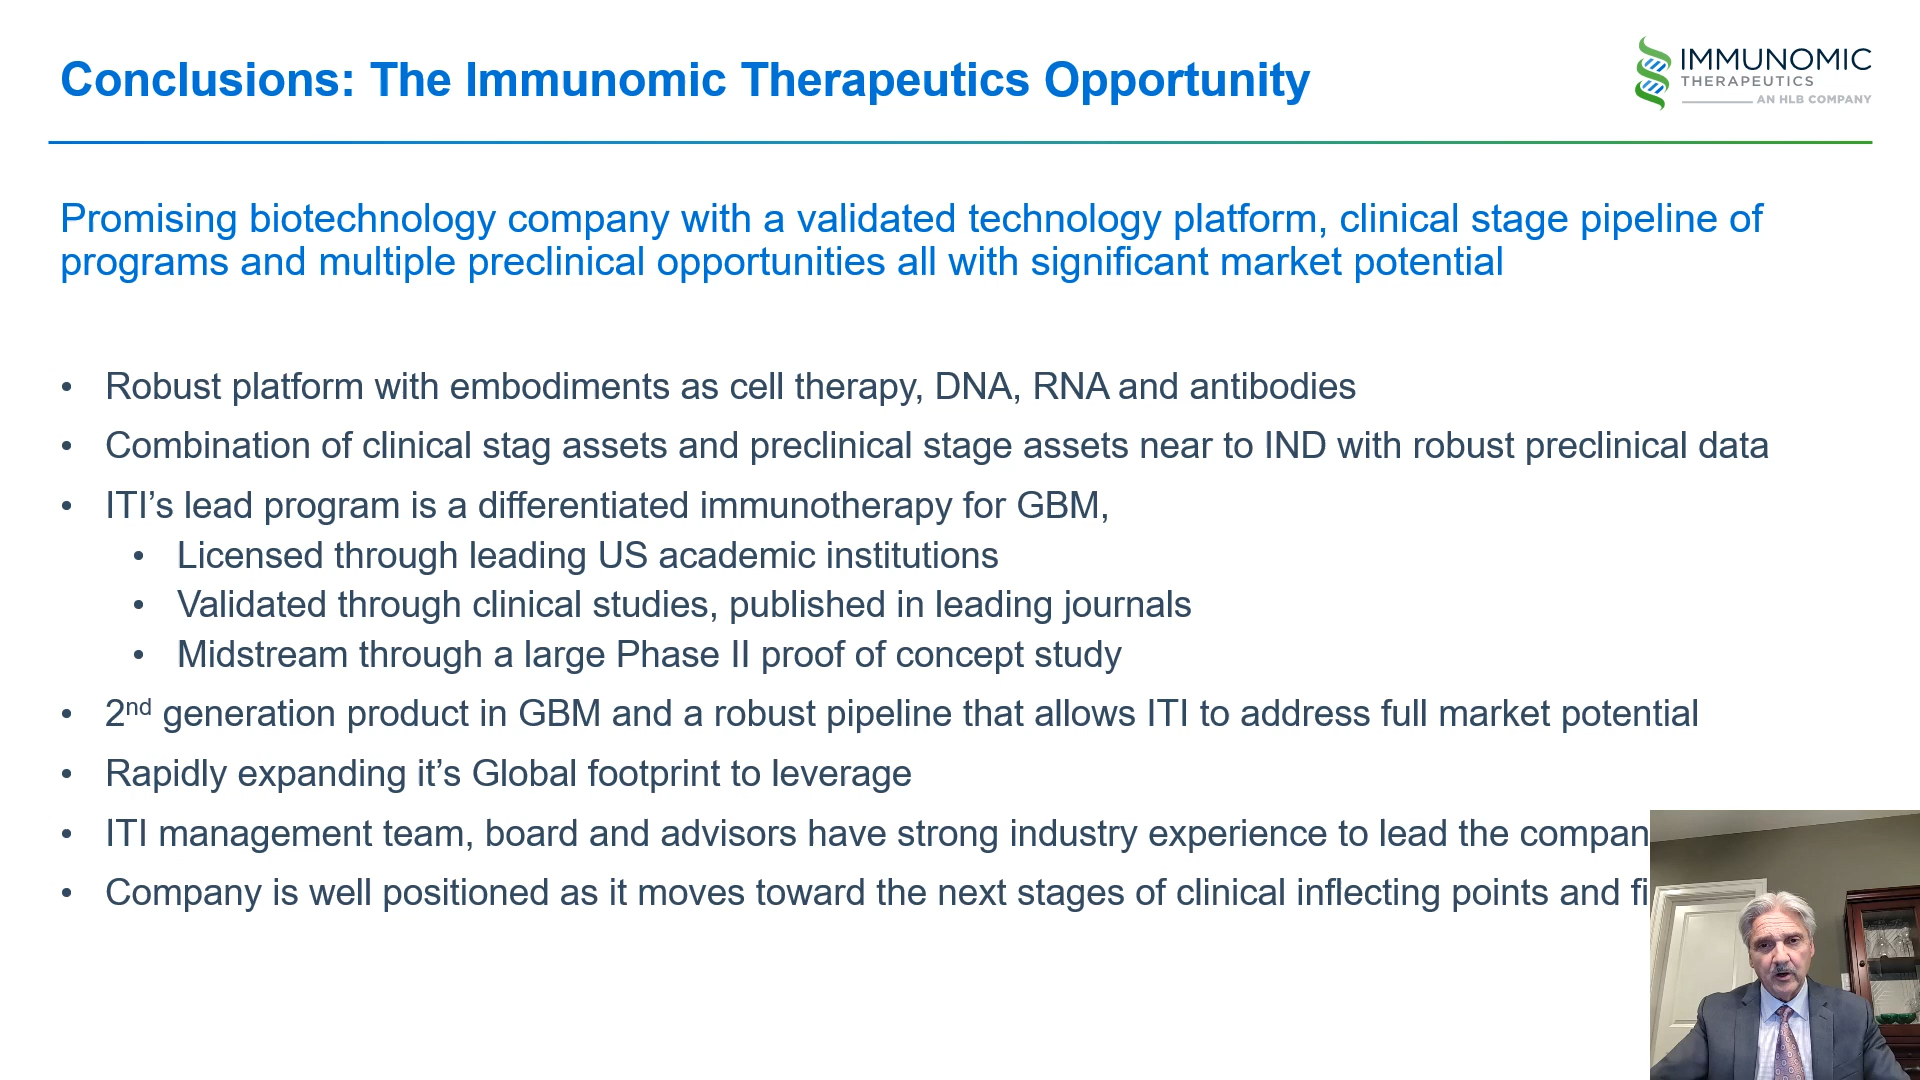 Conclusions: The Immunomic Therapeutics Opportunity
IMMUNOMIC
THERAPEUTICS
AN HLB COMPANY
Promising biotechnology company with a validated technology platform, clinical stage pipeline of
programs and multiple preclinical opportunities all with significant market potential
• Robust platform with embodiments as cell therapy, DNA, RNA and antibodies
• Combination of clinical stag assets and preclinical stage assets near to IND with robust preclinical data
• ITI’s lead program is a differentiated immunotherapy for GBM,
• Licensed through leading US academic institutions
• Validated through clinical studies, published in leading journals
• Midstream through a large Phase II proof of concept study
• 2nd generation product in GBM and a robust pipeline that allows ITI to address full market potential
• Rapidly expanding it’s Global footprint to leverage
• ITI management team, board and advisors have strong industry experience to lead the compan
• Company is well positioned as it moves toward the next stages of clinical inflecting points and fi